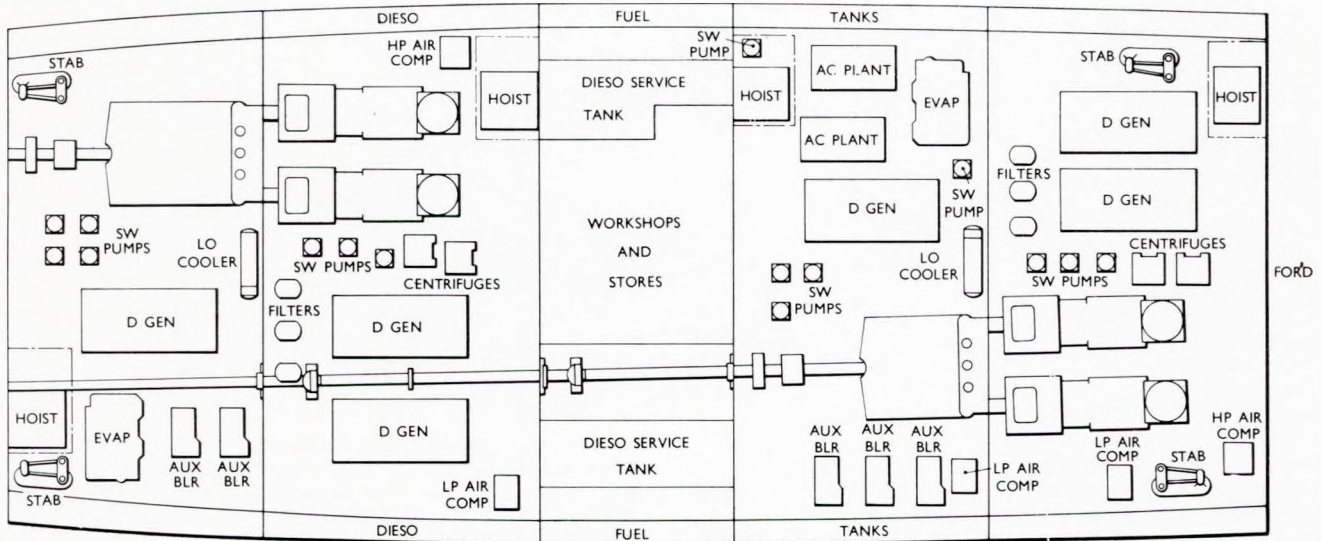 DIESO
FUEL
TANKS
STAB
HP AIR
COMP
HOIST
DIESO SERVICE
TANK
SW
PUMP
HOIST
AC PLANT
AC PLANT
EVAP
STAB
HOIST
D GEN
D GEN
FILTERS
SW
PUMPS
LO
COOLER
SW PUMPS
CENTRIFUGES
FILTERS
D GEN
D GEN
WORKSHOPS
AND
STORES
D GEN
SW
PUMP
LO
COOLER
SW
PUMPS
CENTRIFUGES
SW PUMPS
FOR'D
HOIST
EVAP
AUX
BLR
AUX
BLR
STAB
D GEN
LP AIR
COMP
DIESO SERVICE
TANK
AUX
BLR
AUX
BLR
AUX
BLR
LP AIR
COMP
LP AIR
COMP
STAB
HP AIR
COMP
DIESO
FUEL
TANKS